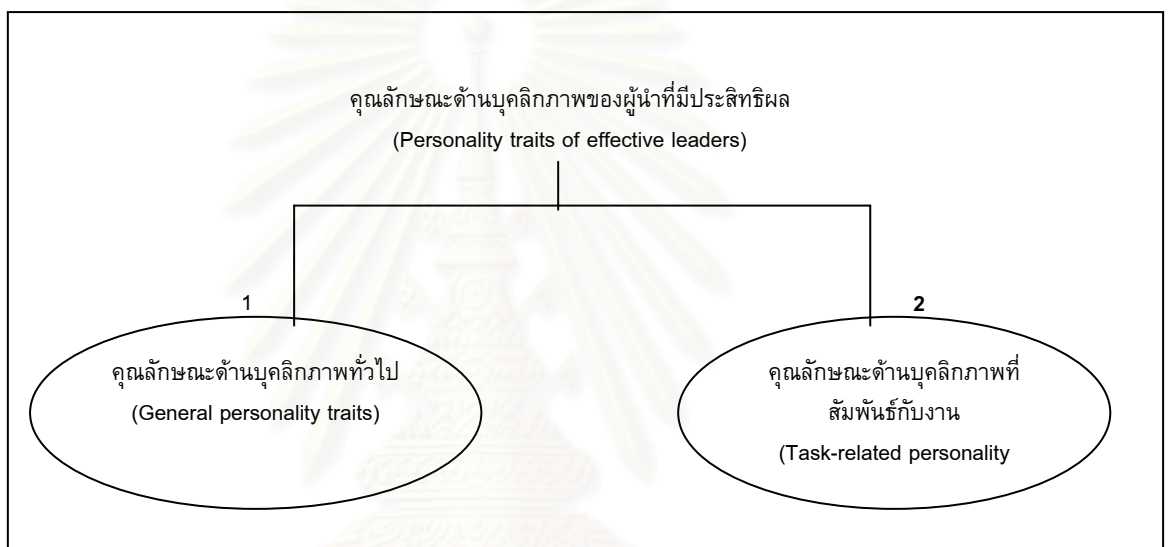 คุณลักษณะด้านบุคลิกภาพของผู้นำที่มีประสิทธิผล
(Personality traits of effective leaders)
1
2
คุณลักษณะด้านบุคลิกภาพทั่วไป
(General personality traits)
คุณลักษณะด้านบุคลิกภาพที่
สัมพันธ์กับงาน
(Task-related personality